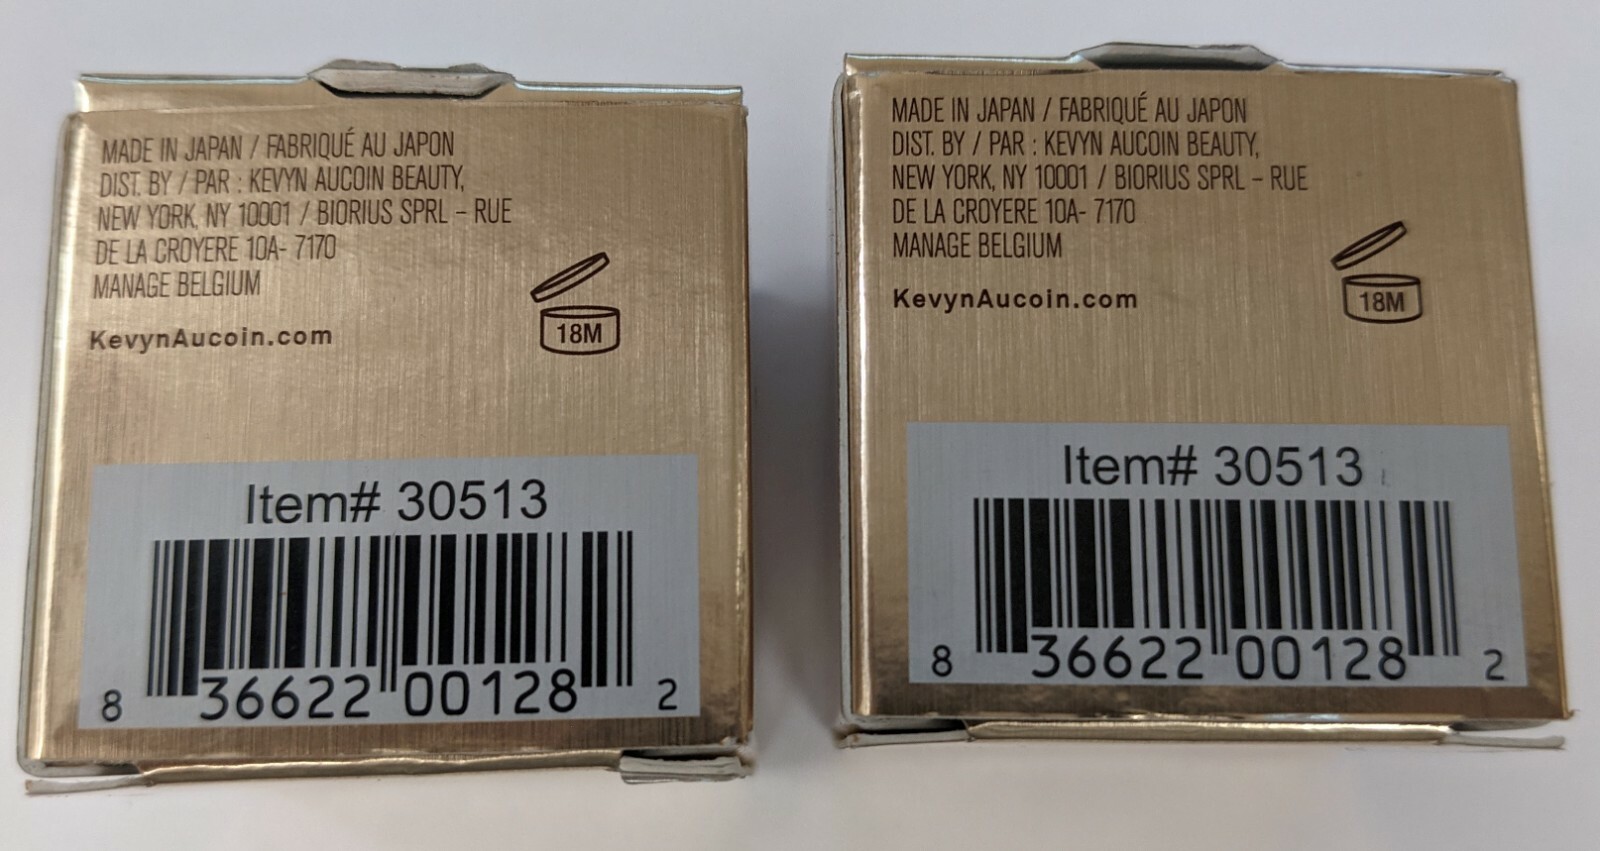 MADE IN JAPAN / FABRIQUÉ AU JAPON
DIST. BY / PAR : KEVYN AUCOIN BEAUTY,
NEW YORK, NY 10001 / BIORIUS SPRL – RUE
DE LA CROYERE 10A- 7170
MANAGE BELGIUM
KevynAucoin.com
18M
Item# 30513
8 36622 00128 2
MADE IN JAPAN / FABRIQUÉ AU JAPON
DIST. BY / PAR : KEVYN AUCOIN BEAUTY,
NEW YORK, NY 10001 / BIORIUS SPRL – RUE
DE LA CROYERE 10A- 7170
MANAGE BELGIUM
KevynAucoin.com
18M
Item# 30513
8 36622 00128 2